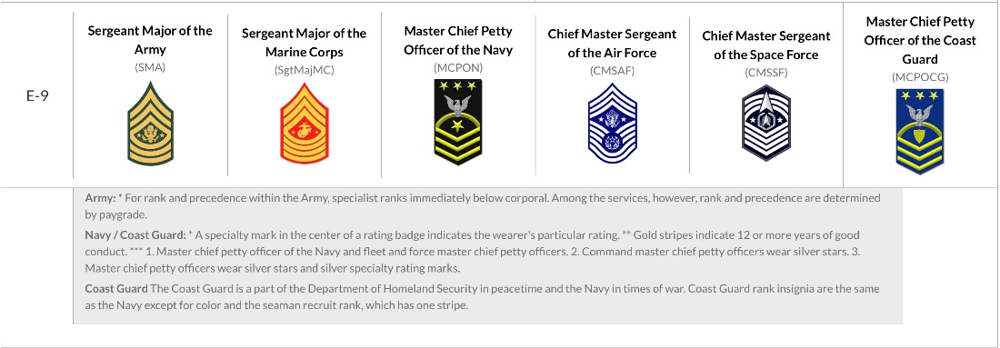 E-9
Sergeant Major of the
Army
(SMA)
Sergeant Major of the
Marine Corps
(SgtMajMC)
Master Chief Petty
Officer of the Navy
(MCPON)
Chief Master Sergeant
of the Air Force
(CMSAF)
Chief Master Sergeant
of the Space Force
(CMSSF)
Master Chief Petty
Officer of the Coast
Guard
(MCPOCG)
Army: * For rank and precedence within the Army, specialist ranks immediately below corporal. Among the services, however, rank and precedence are determined
by paygrade.
Navy / Coast Guard: * A specialty mark in the center of a rating badge indicates the wearer's particular rating. ** Gold stripes indicate 12 or more years of good
conduct. *** 1. Master chief petty officer of the Navy and fleet and force master chief petty officers. 2. Command master chief petty officers wear silver stars. 3.
Master chief petty officers wear silver stars and silver specialty rating marks.
Coast Guard The Coast Guard is a part of the Department of Homeland Security in peacetime and the Navy in times of war. Coast Guard rank insignia are the same
as the Navy except for color and the seaman recruit rank, which has one stripe.